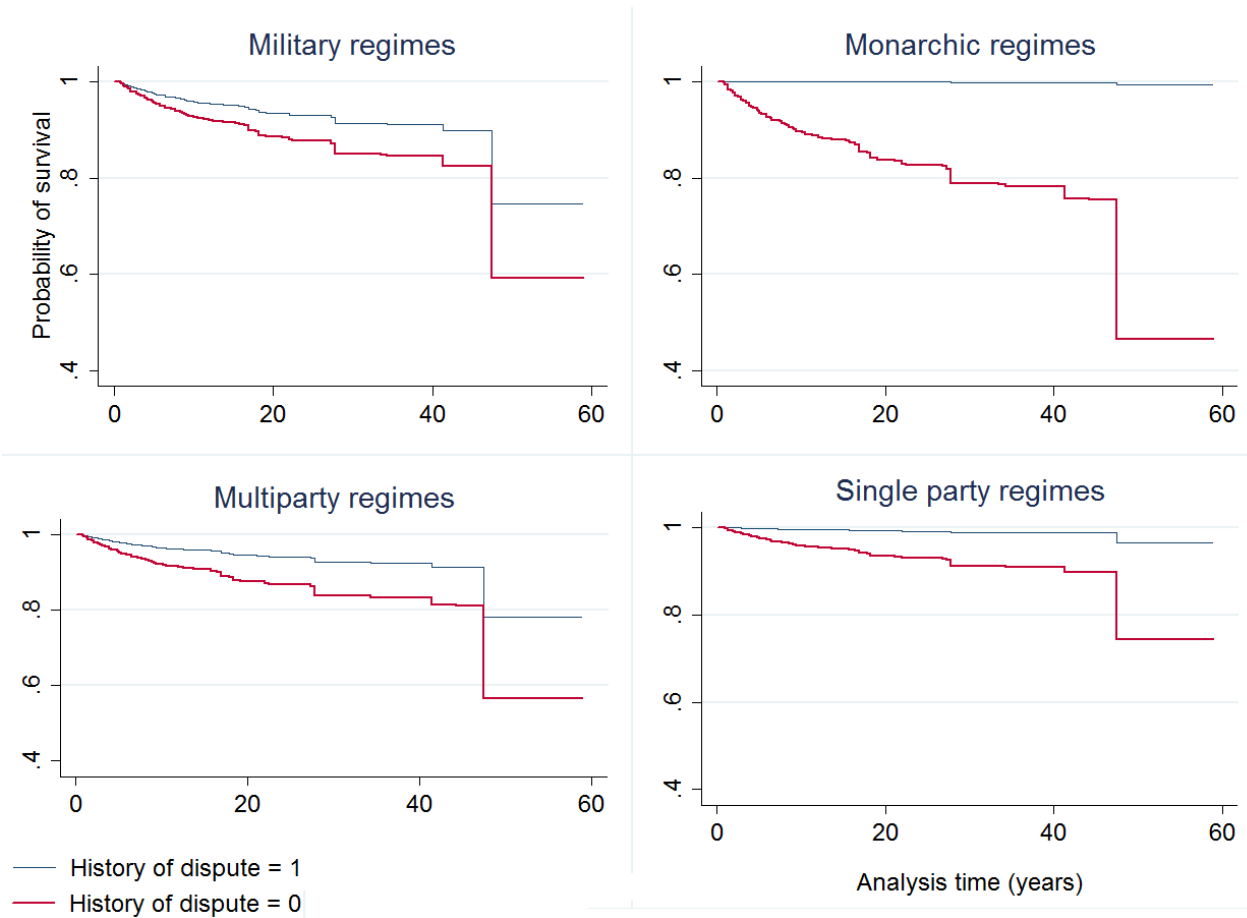 Military regimes
Probability of survival
1
.8
.6
.4
0 20 40 60
Monarchic regimes
1
.8
.6
.4
0 20 40 60
Multiparty regimes
1
.8
.6
.4
0 20 40 60
Single party regimes
1
.8
.6
.4
0 20 40 60
Analysis time (years)
History of dispute = 1
History of dispute = 0